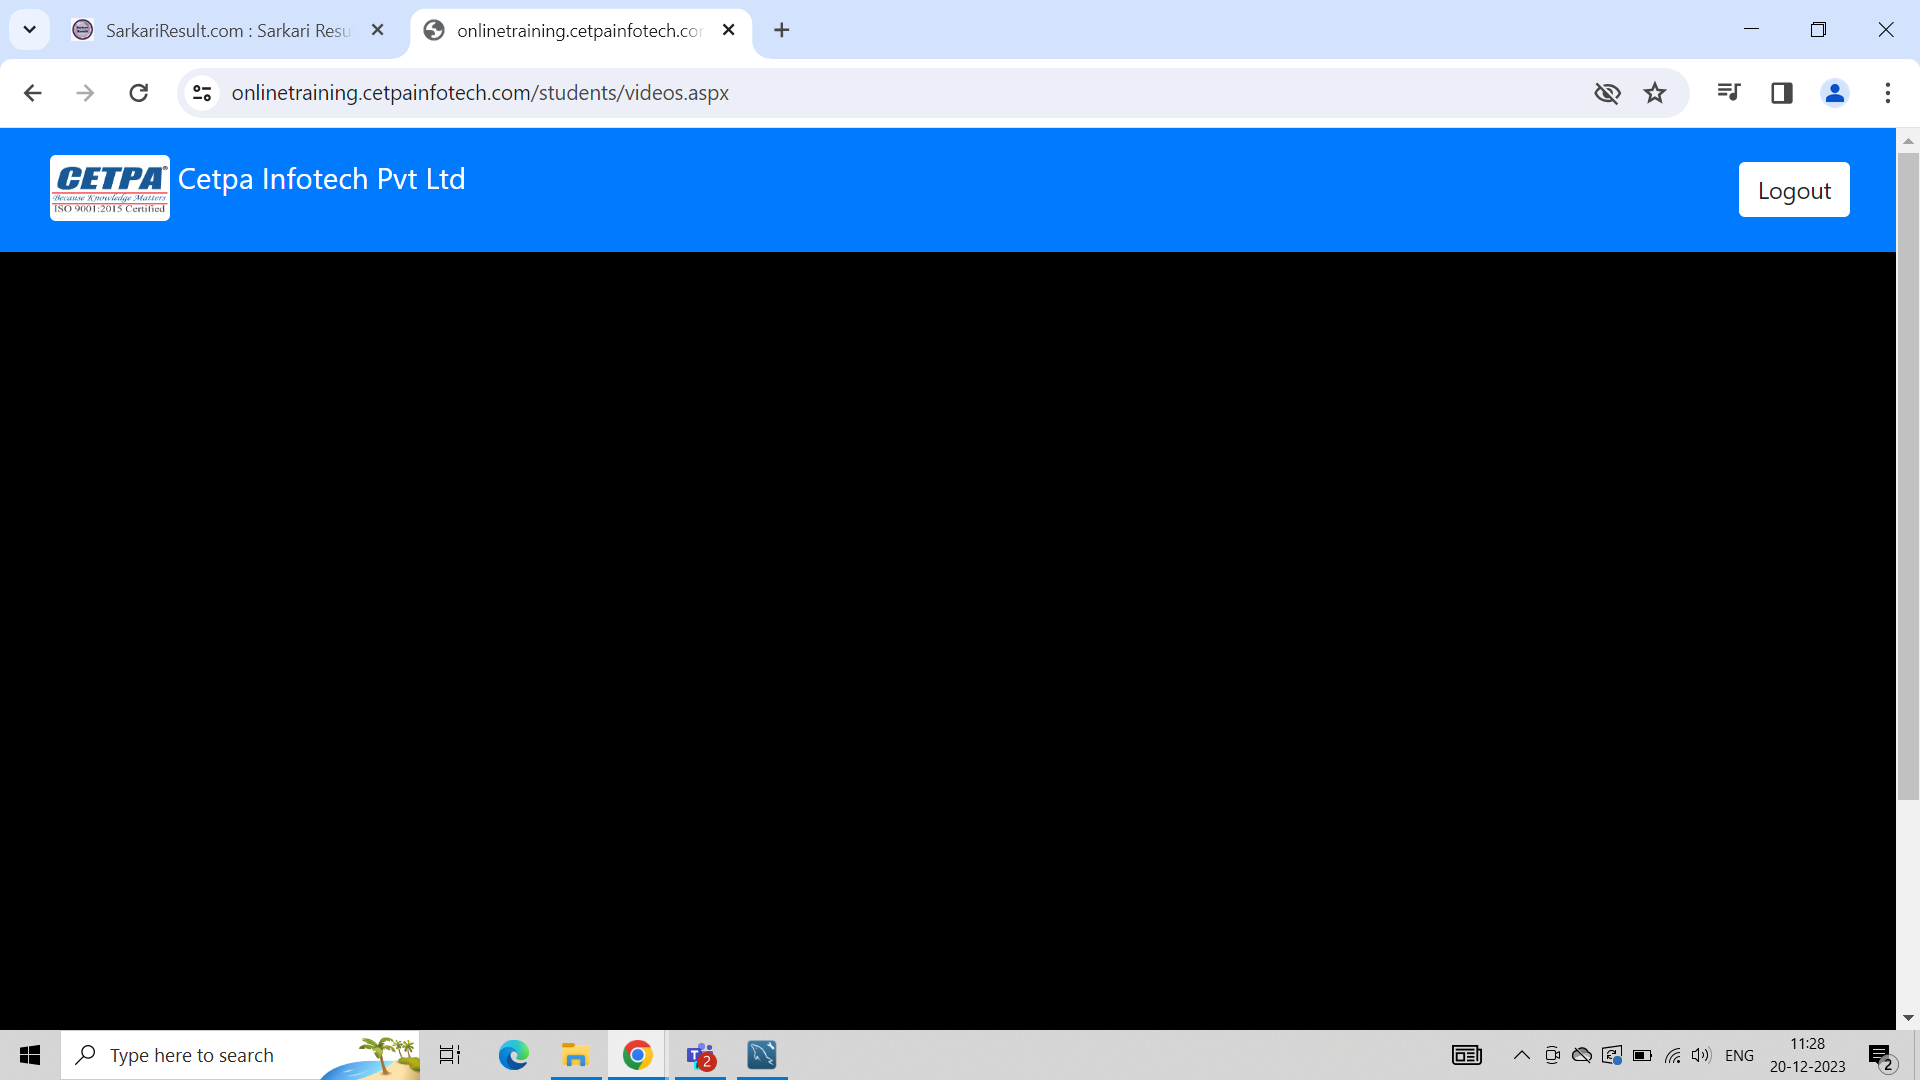 SarkariResult.com : Sarkari Resu
onlinetraining.cetpainfotech.co
onlinetraining.cetpainfotech.com/students/videos.aspx
CETPA
Because Knowledge Matters
ISO 9001:2015 Certified
Cetpa Infotech Pvt Ltd
Logout
Type here to search
2
ENG
11:28
20-12-2023
2